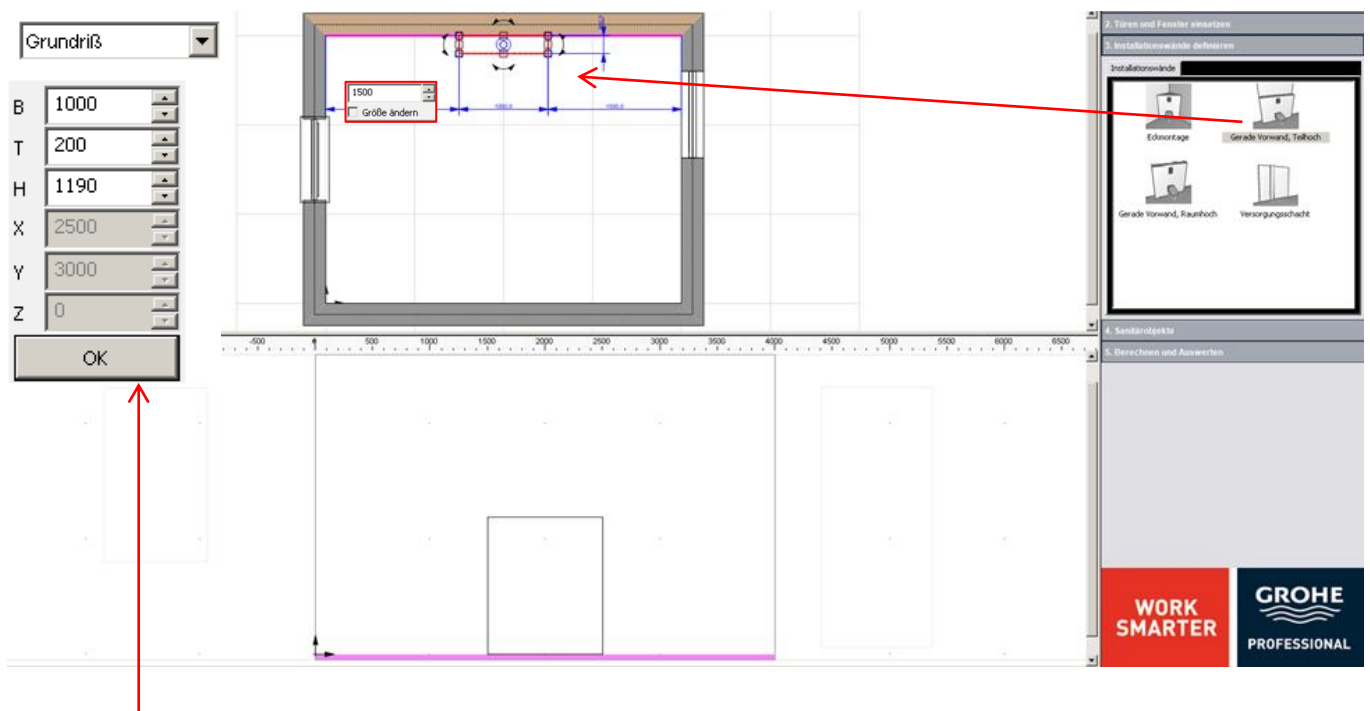 Grundriß
B 1000
T 200
H 1190
X 2500
Y 3000
Z 0
OK
1500
Größe ändern
1000.0
1500.0
2. Türen und Fenster einsetzen
3. Installationswände definieren
Installationswände
Eckmontage
Gerade Vorwand, Teilhoch
Gerade Vorwand, Raumhoch
Versorgungsschacht
4. Sanitärobjekte
5. Berechnen und Auswerten
-500 0 500 1000 1500 2000 2500 3000 3500 4000 4500 5000 5500 6000 6500
WORK
SMARTER
GROHE
PROFESSIONAL